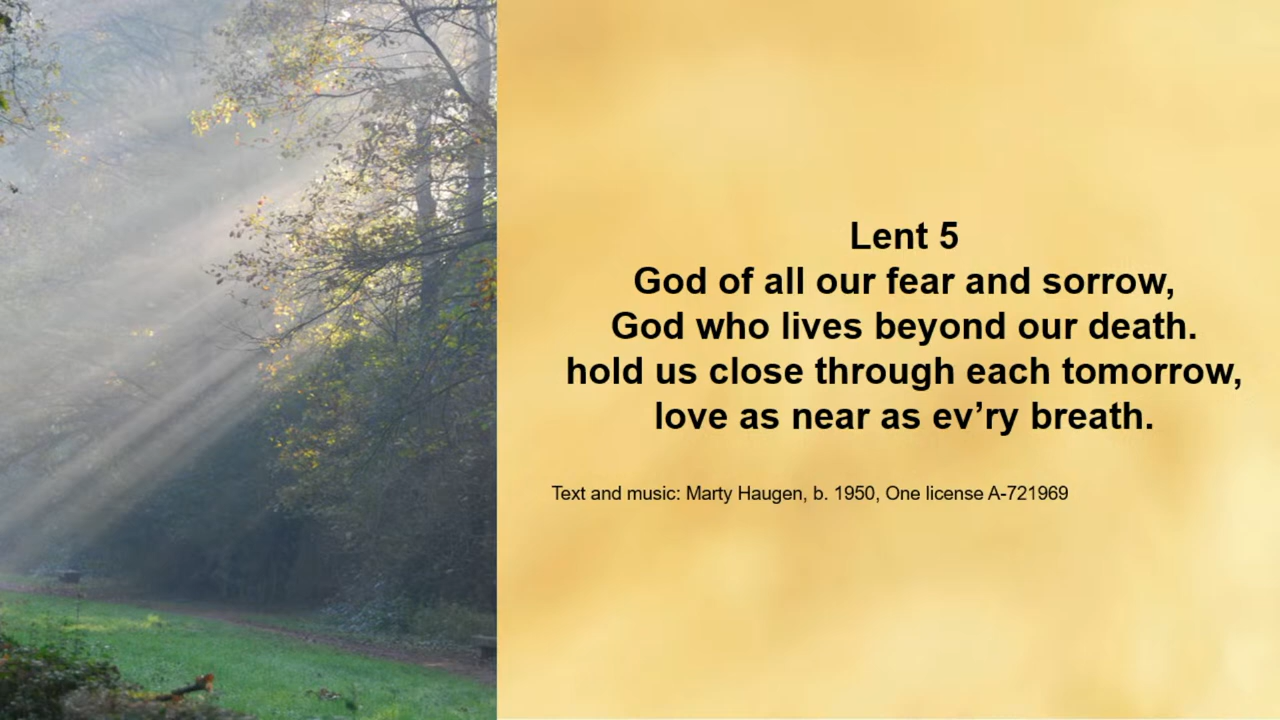 Lent 5
God of all our fear and sorrow,
God who lives beyond our death.
hold us close through each tomorrow,
love as near as ev’ry breath.
Text and music: Marty Haugen, b. 1950, One license A-721969